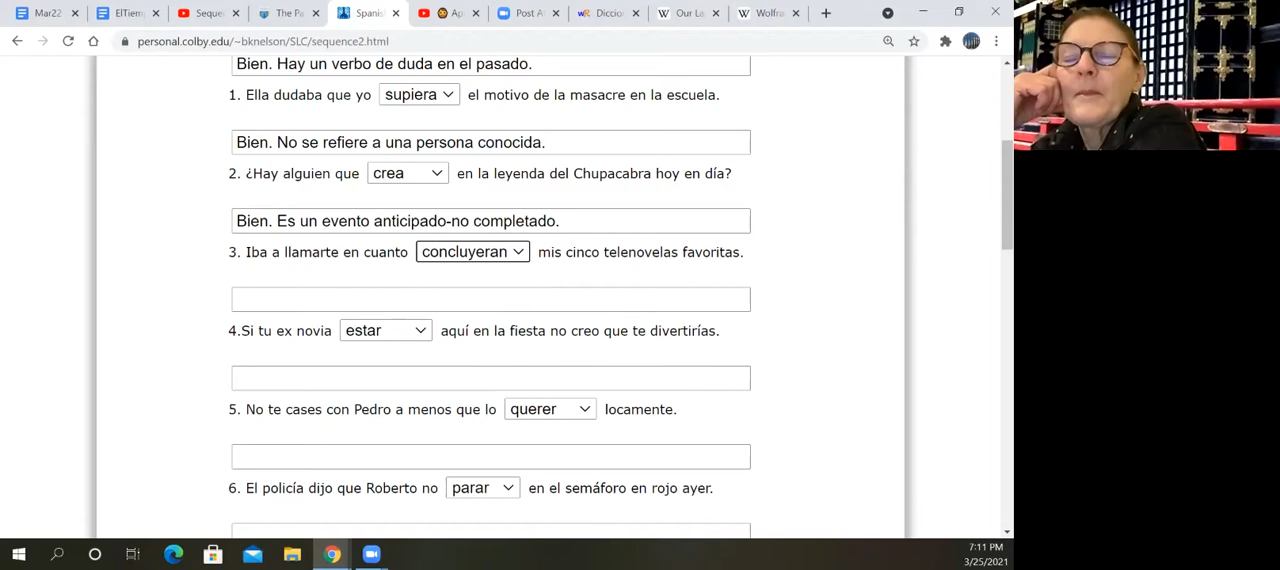 Mar22
ElTiem
Seque
The Pa
Spanis
Ap
Post A
Diccio
Our La
Wolfra
personal.colby.edu/~bknelson/SLC/sequence2.html
Bien. Hay un verbo de duda en el pasado.
1. Ella dudaba que yo supiera el motivo de la masacre en la escuela.
Bien. No se refiere a una persona conocida.
2. ¿Hay alguien que crea en la leyenda del Chupacabra hoy en día?
Bien. Es un evento anticipado-no completado.
3. Iba a llamarte en cuanto concluyeran mis cinco telenovelas favoritas.
4.Si tu ex novia estar aquí en la fiesta no creo que te divertirías.
5. No te cases con Pedro a menos que lo querer locamente.
6. El policía dijo que Roberto no parar en el semáforo en rojo ayer.
7:11 PM
3/25/2021